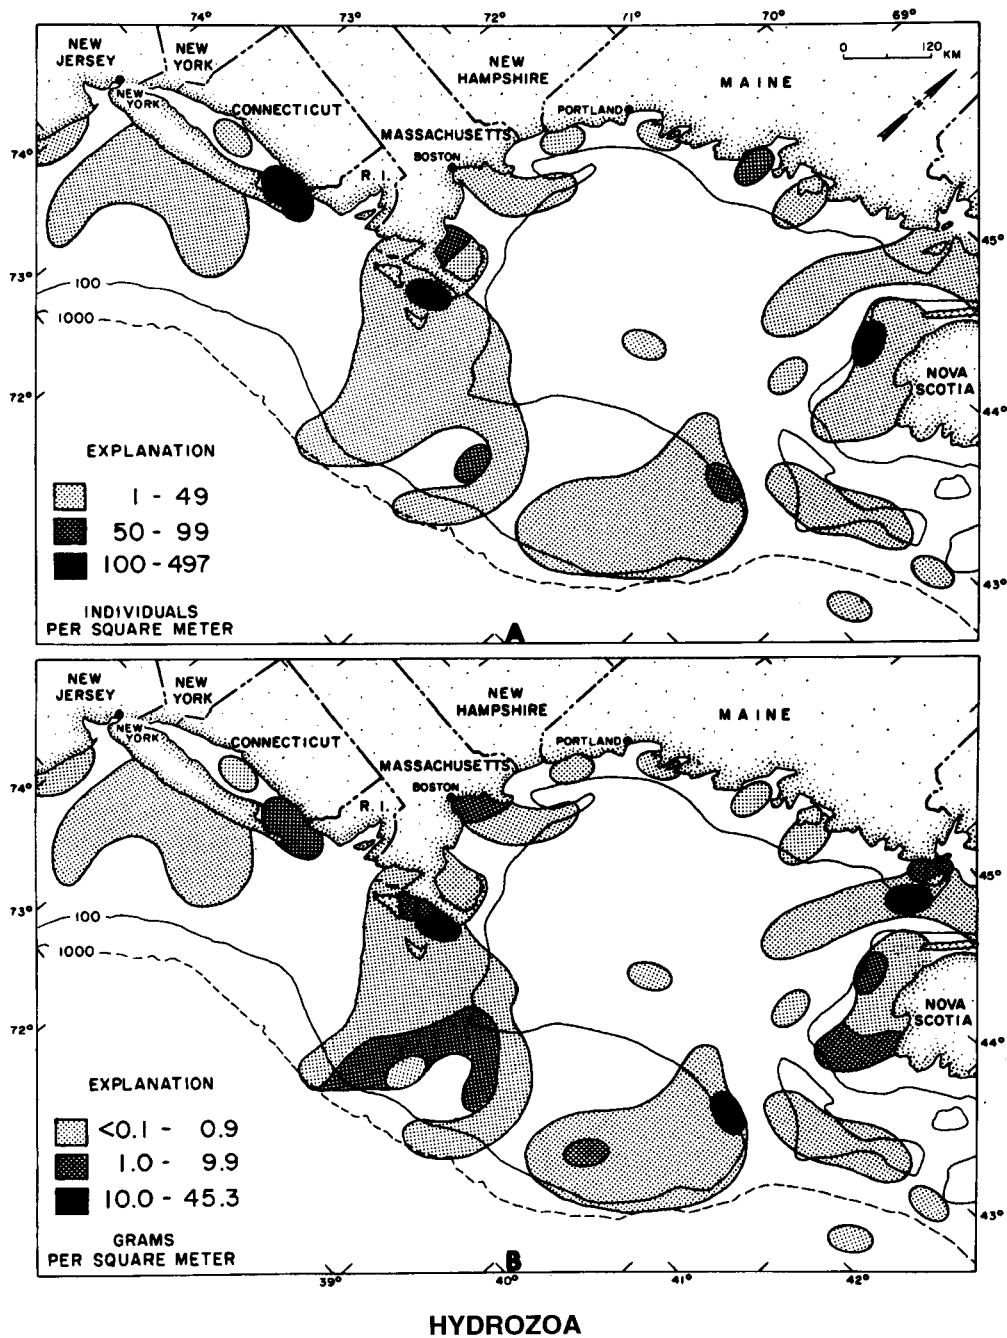 74° 73° 72° 71° 70° 69°
NEW JERSEY
NEW YORK
NEW YORK
CONNECTICUT
MASSACHUSETTS
BOSTON
R. I.
NEW HAMPSHIRE
PORTLAND
MAINE
0 120 KM
NOVA SCOTIA
74°
73°
72°
45°
44°
43°
100
1000
EXPLANATION
1 - 49
50 - 99
100 - 497
INDIVIDUALS
PER SQUARE METER
A
NEW JERSEY
NEW YORK
NEW YORK
CONNECTICUT
MASSACHUSETTS
BOSTON
R. I.
NEW HAMPSHIRE
PORTLAND
MAINE
NOVA SCOTIA
74°
73°
72°
45°
44°
43°
100
1000
EXPLANATION
<0.1 - 0.9
1.0 - 9.9
10.0 - 45.3
GRAMS
PER SQUARE METER
B
39° 40° 41° 42°
HYDROZOA